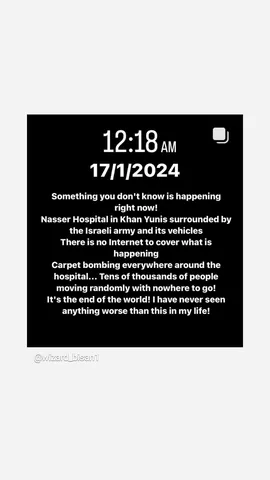 12:18 AM
17/1/2024
Something you don't know is happening
right now!
Nasser Hospital in Khan Yunis surrounded by
the Israeli army and its vehicles
There is no Internet to cover what is
happening
Carpet bombing everywhere around the
hospital... Tens of thousands of people
moving randomly with nowhere to go!
It's the end of the world! I have never seen
anything worse than this in my life!
@wizard_bisan1